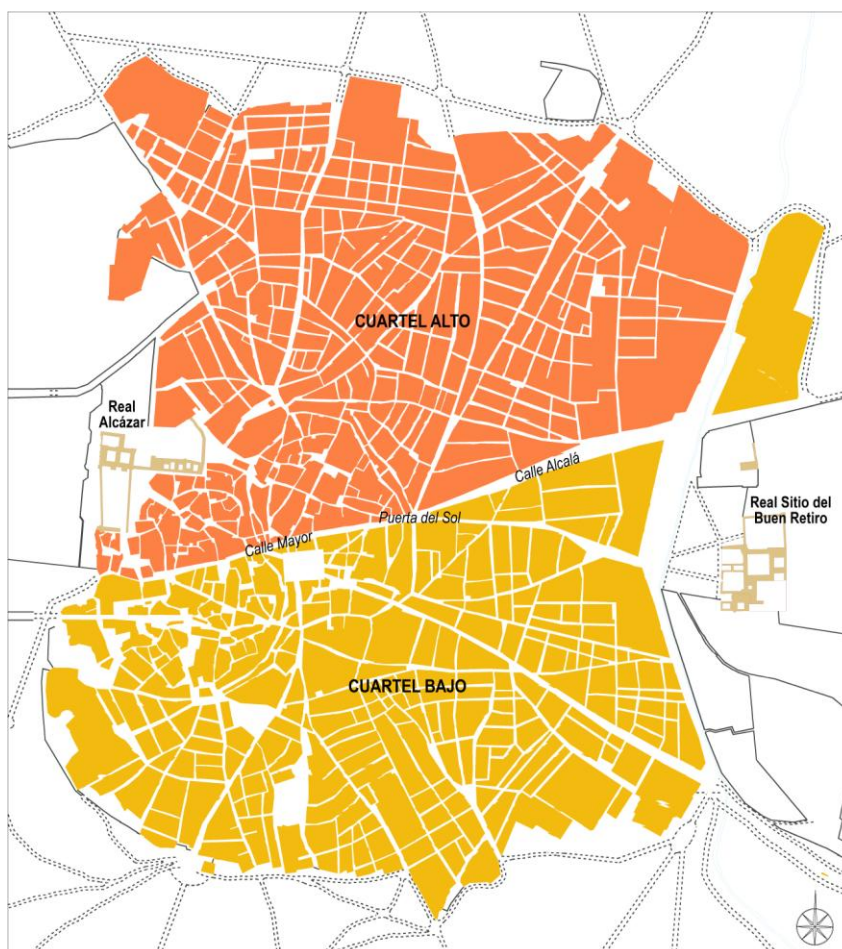 CUARTEL ALTO
Real
Alcázar
Calle Alcalá
Real Sitio del
Buen Retiro
Puerta del Sol
Calle Mayor
CUARTEL BAJO